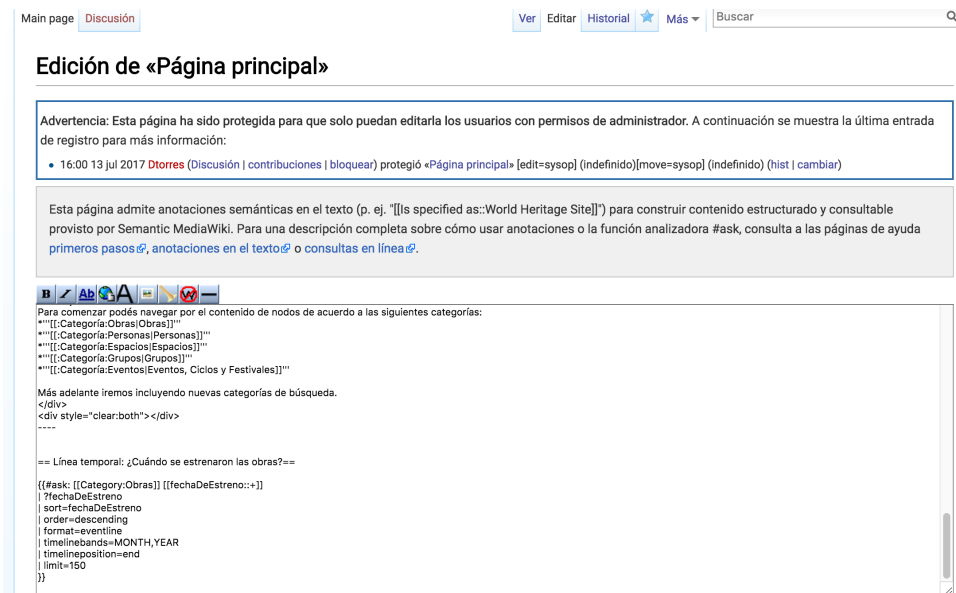 Main page Discusión Ver Editar Historial Más Buscar
Edición de «Página principal»
Advertencia: Esta página ha sido protegida para que solo puedan editarla los usuarios con permisos de administrador. A continuación se muestra la última entrada
de registro para más información:
• 16:00 13 jul 2017 Dtorres (Discusión | contribuciones | bloquear) protegió «Página principal» [edit=sysop] (indefinido)[move=sysop] (indefinido) (hist | cambiar)
Esta página admite anotaciones semánticas en el texto (p. ej. "[[Is specified as::World Heritage Site]]") para construir contenido estructurado y consultable
provisto por Semantic MediaWiki. Para una descripción completa sobre cómo usar anotaciones o la función analizadora #ask, consulta a las páginas de ayuda
primeros pasos, anotaciones en el texto o consultas en línea.
B I Ab A W
Para comenzar podés navegar por el contenido de nodos de acuerdo a las siguientes categorías:
*'''[[:Categoría:Obras|Obras]]'''
*'''[[:Categoría:Personas|Personas]]'''
*'''[[:Categoría:Espacios|Espacios]]'''
*'''[[:Categoría:Grupos|Grupos]]'''
*'''[[:Categoría:Eventos|Eventos, Ciclos y Festivales]]'''
Más adelante iremos incluyendo nuevas categorías de búsqueda.
</div>
<div style="clear:both"></div>
----
== Línea temporal: ¿Cuándo se estrenaron las obras?==
{{#ask: [[Category:Obras]] [[fechaDeEstreno::+]]
| ?fechaDeEstreno
| sort=fechaDeEstreno
| order=descending
| format=eventline
| timelinebands=MONTH,YEAR
| timelineposition=end
| limit=150
}}